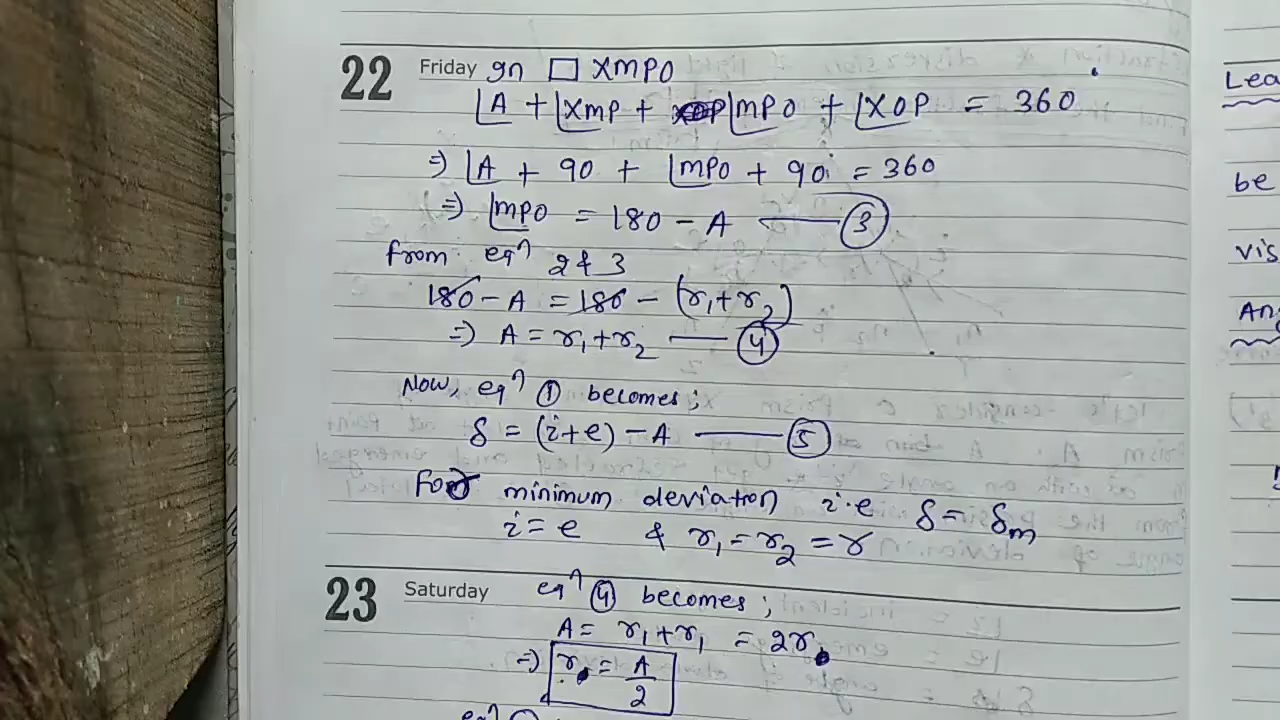 22 Friday gn □ XMPO
∠A + ∠XMP + ∠MPO + ∠XOP = 360
⇒ ∠A + 90 + ∠MPO + 90 = 360
⇒ ∠MPO = 180 - A —— ③
from eqⁿ 2 & 3
180 - A = 180 - (r₁+r₂)
⇒ A = r₁+r₂ —— ④
Now, eqⁿ ① becomes;
δ = (i+e) - A —— ⑤
For minimum deviation i.e δ = δm
i = e & r₁ = r₂ = r
23 Saturday eqⁿ ④ becomes;
A = r₁+r₁ = 2r
⇒ r = A/2
Lea
be
vis
Ang